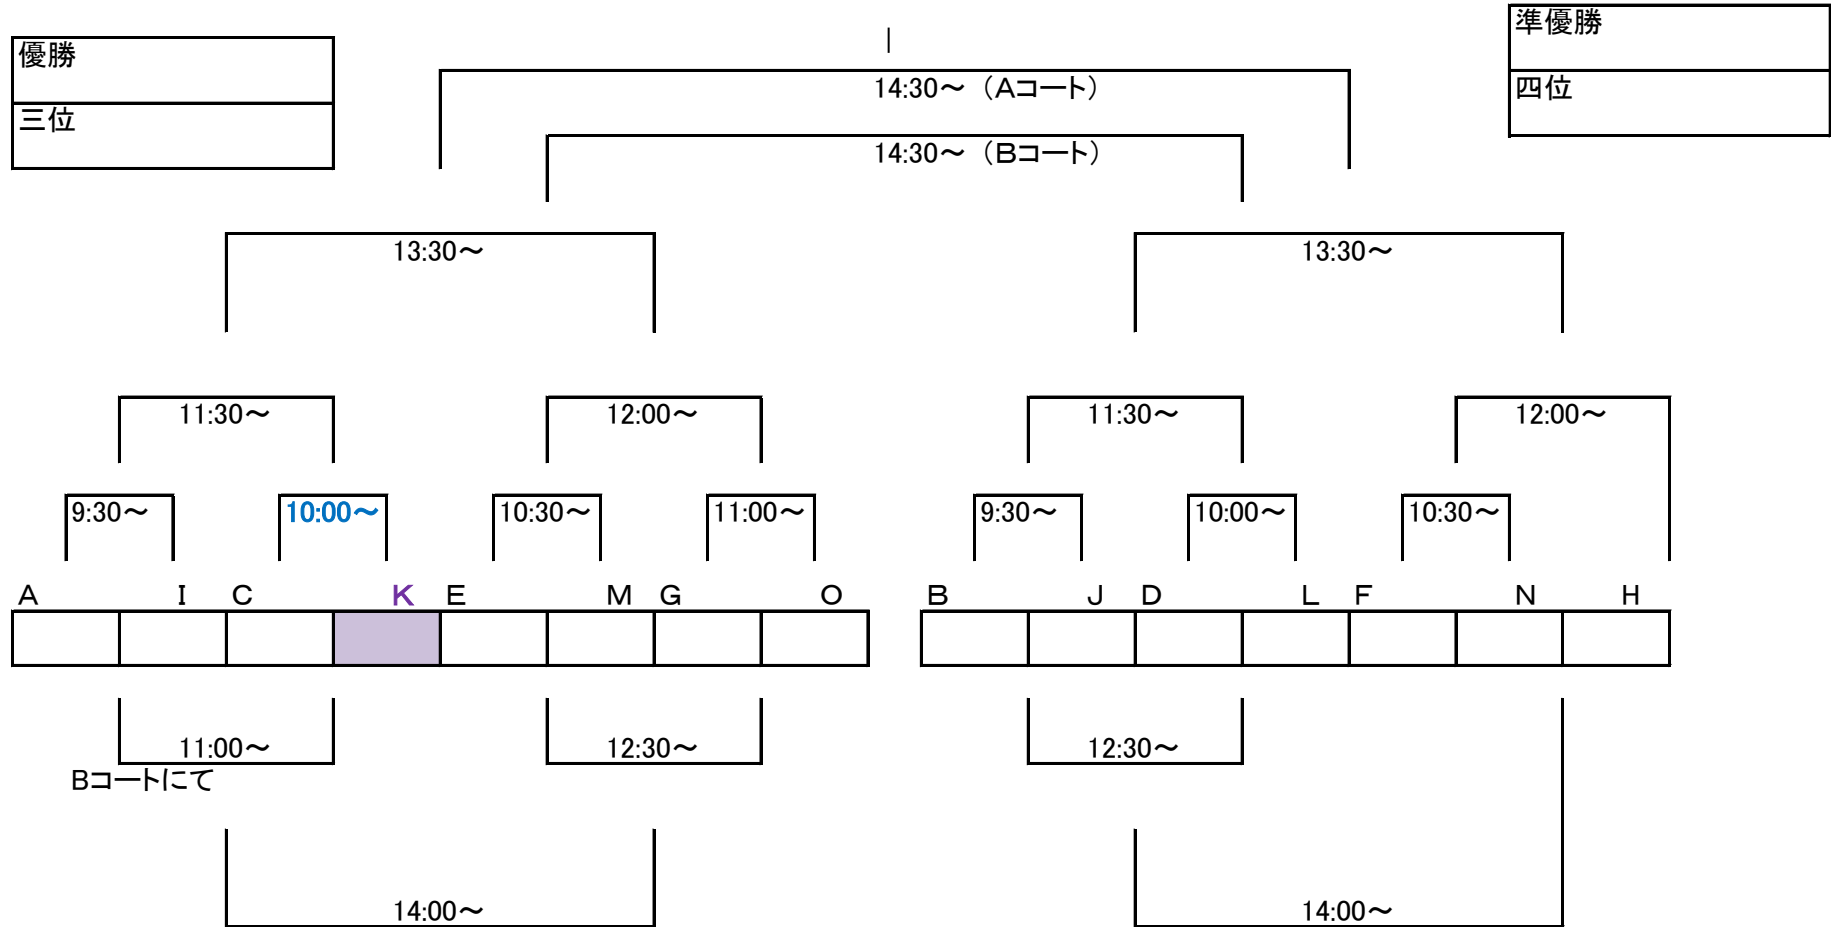 優勝
三位
準優勝
四位
14:30～（Aコート）
14:30～（Bコート）
13:30～ 13:30～
11:30～ 12:00～ 11:30～ 12:00～
9:30～ 10:00～ 10:30～ 11:00～ 9:30～ 10:00～ 10:30～
A I C K E M G O B J D L F N H
11:00～ 12:30～ 12:30～
Bコートにて
14:00～ 14:00～